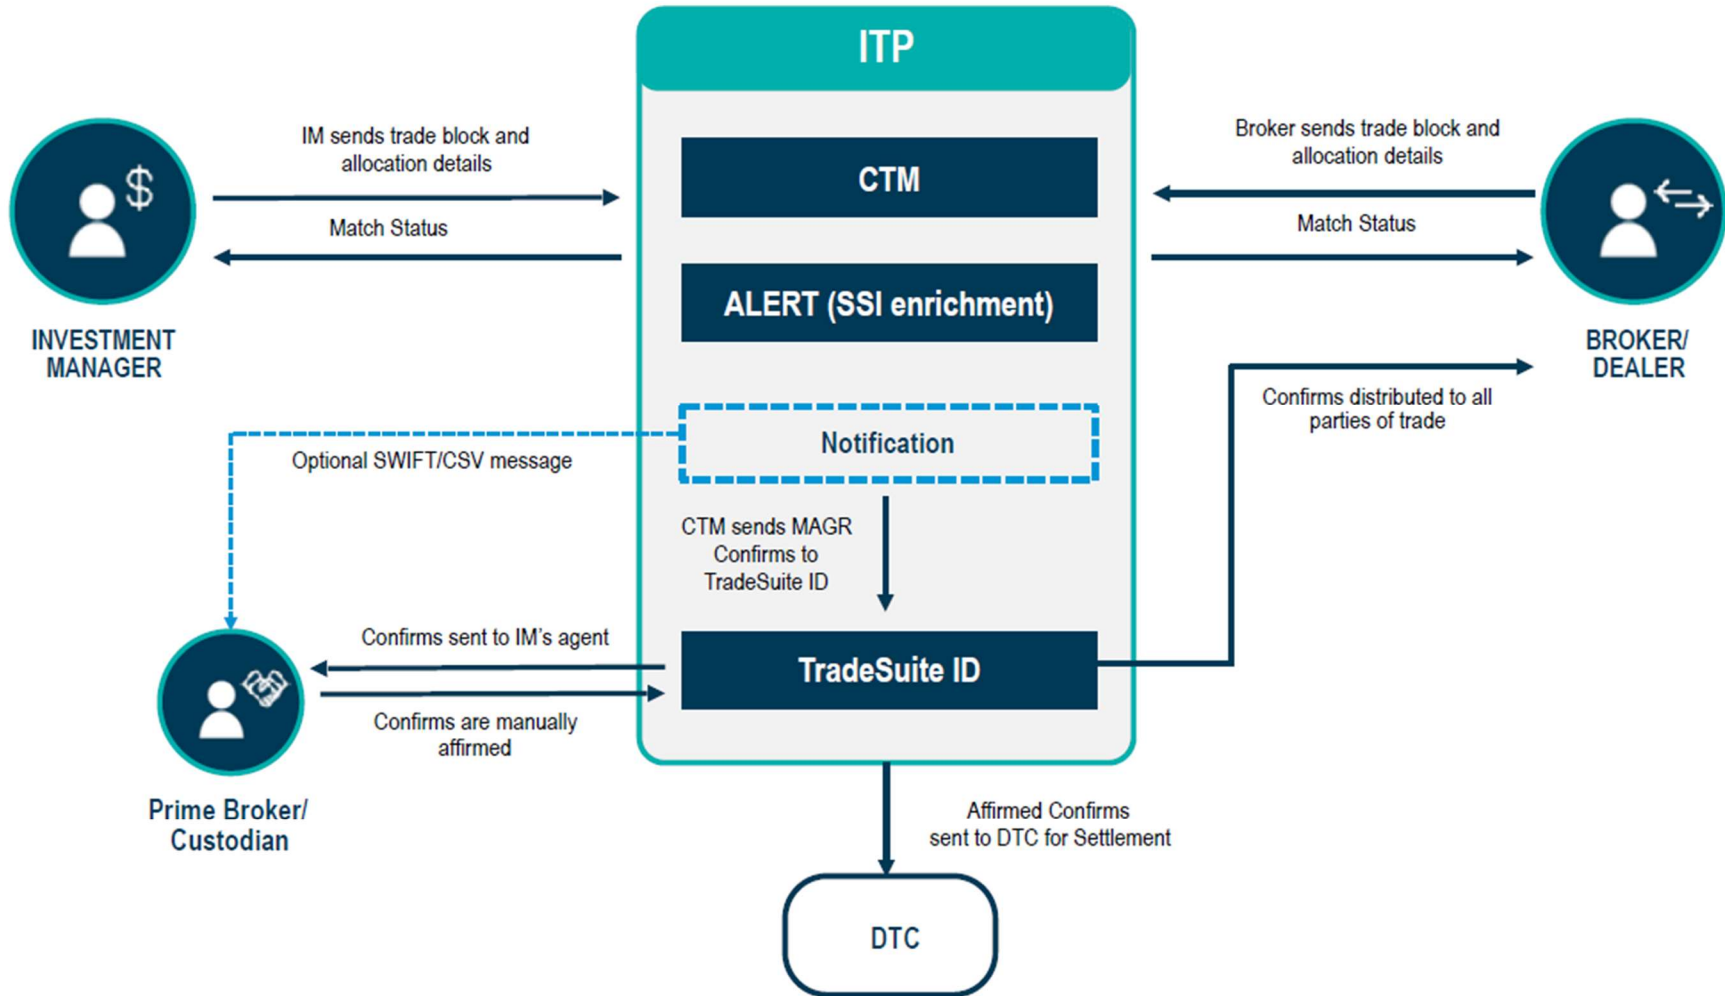 ITP
IM sends trade block and
allocation details
Broker sends trade block and
allocation details
CTM
$
Match Status
Match Status
ALERT (SSI enrichment)
INVESTMENT
MANAGER
BROKER/
DEALER
Confirms distributed to all
parties of trade
Notification
Optional SWIFT/CSV message
CTM sends MAGR
Confirms to
TradeSuite ID
Confirms sent to IM's agent
TradeSuite ID
Confirms are manually
affirmed
Prime Broker/
Custodian
Affirmed Confirms
sent to DTC for Settlement
DTC